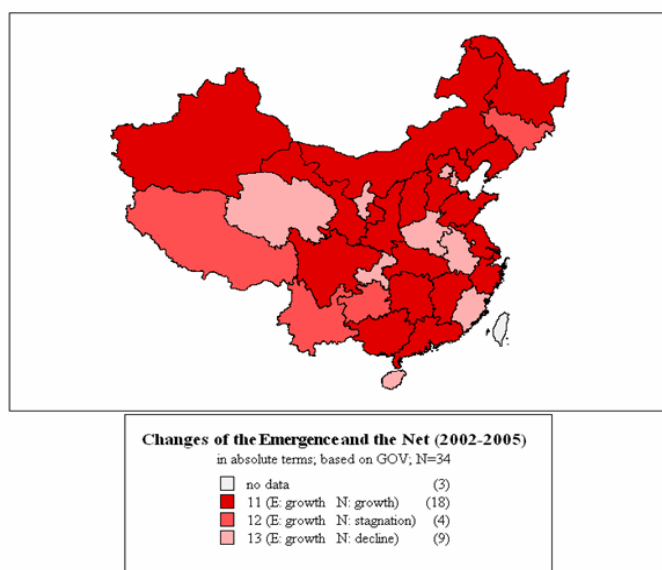 Changes of the Emergence and the Net (2002-2005)
in absolute terms; based on GOV; N=34
no data (3)
11 (E: growth N: growth) (18)
12 (E: growth N: stagnation) (4)
13 (E: growth N: decline) (9)